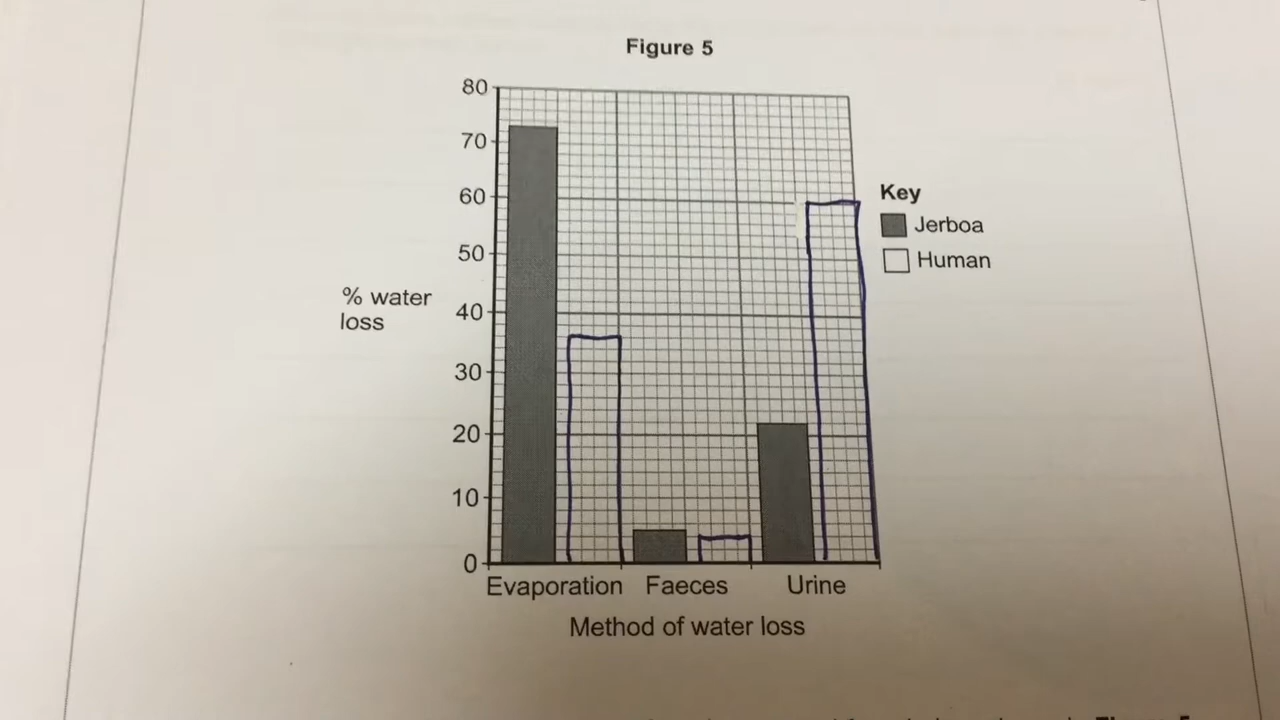 Figure 5
80
70
60
50
40
30
20
10
0
% water
loss
Key
Jerboa
Human
Evaporation Faeces Urine
Method of water loss